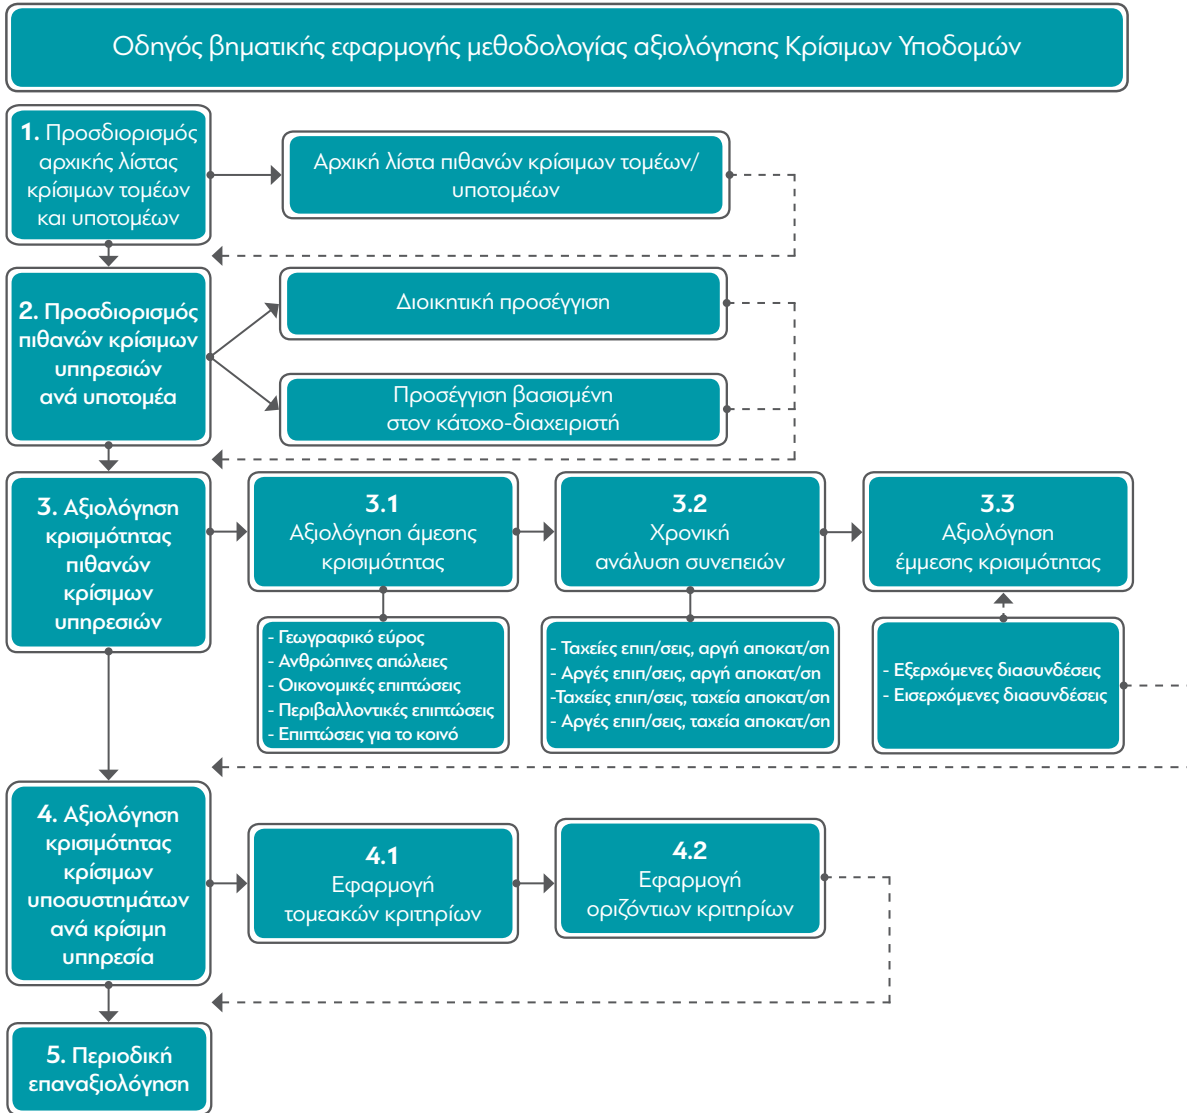 Οδηγός βηματικής εφαρμογής μεθοδολογίας αξιολόγησης Κρίσιμων Υποδομών
1. Προσδιορισμός
αρχικής λίστας
κρίσιμων τομέων
και υποτομέων
Αρχική λίστα πιθανών κρίσιμων τομέων/
υποτομέων
2. Προσδιορισμός
πιθανών κρίσιμων
υπηρεσιών
ανά υποτομέα
Διοικητική προσέγγιση
Προσέγγιση βασισμένη
στον κάτοχο-διαχειριστή
3. Αξιολόγηση
κρισιμότητας
πιθανών
κρίσιμων
υπηρεσιών
3.1
Αξιολόγηση άμεσης
κρισιμότητας
3.2
Χρονική
ανάλυση συνεπειών
3.3
Αξιολόγηση
έμμεσης κρισιμότητας
- Γεωγραφικό εύρος
- Ανθρώπινες απώλειες
- Οικονομικές επιπτώσεις
- Περιβαλλοντικές επιπτώσεις
- Επιπτώσεις για το κοινό
- Ταχείες επιπ/σεις, αργή αποκατ/ση
- Αργές επιπ/σεις, αργή αποκατ/ση
-Ταχείες επιπ/σεις, ταχεία αποκατ/ση
- Αργές επιπ/σεις, ταχεία αποκατ/ση
- Εξερχόμενες διασυνδέσεις
- Εισερχόμενες διασυνδέσεις
4. Αξιολόγηση
κρισιμότητας
κρίσιμων
υποσυστημάτων
ανά κρίσιμη
υπηρεσία
4.1
Εφαρμογή
τομεακών κριτηρίων
4.2
Εφαρμογή
οριζόντιων κριτηρίων
5. Περιοδική
επαναξιολόγηση